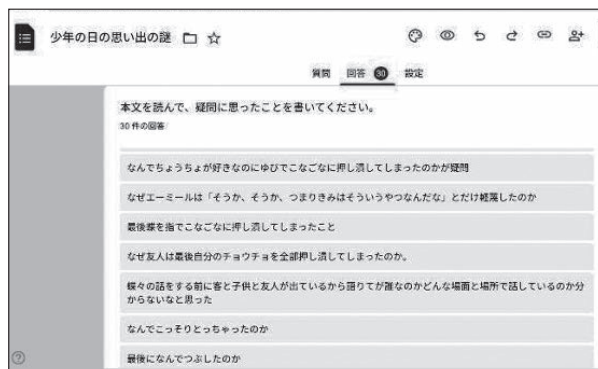 少年の日の思い出の謎
質問 回答 30 設定
本文を読んで、疑問に思ったことを書いてください。
30 件の回答
なんでちょうちょが好きなのにゆびでこなごなに押し潰してしまったのかが疑問
なぜエーミールは「そうか、そうか、つまりきみはそういうやつなんだな」とだけ軽蔑したのか
最後蝶を指でこなごなに押し潰してしまったこと
なぜ友人は最後自分のチョウチョを全部押し潰してしまったのか。
蝶々の話をする前に客と子供と友人が出ているから語りてが誰なのかどんな場面と場所で話しているのか分
からないなと思った
なんでこっそりとっちゃったのか
最後になんでつぶしたのか